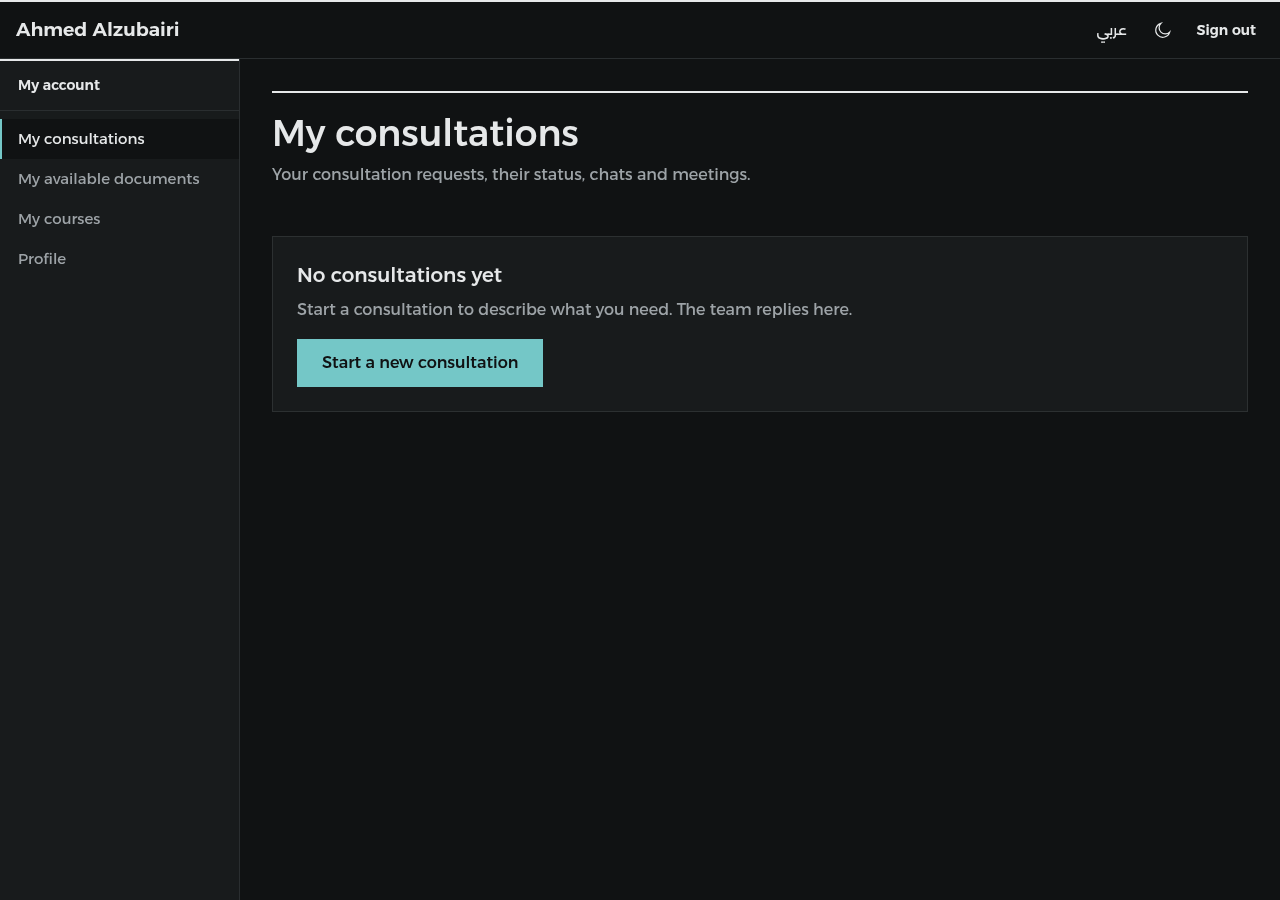 Ahmed Alzubairi
عربي
Sign out
My account
My consultations
My available documents
My courses
Profile
My consultations
Your consultation requests, their status, chats and meetings.
No consultations yet
Start a consultation to describe what you need. The team replies here.
Start a new consultation